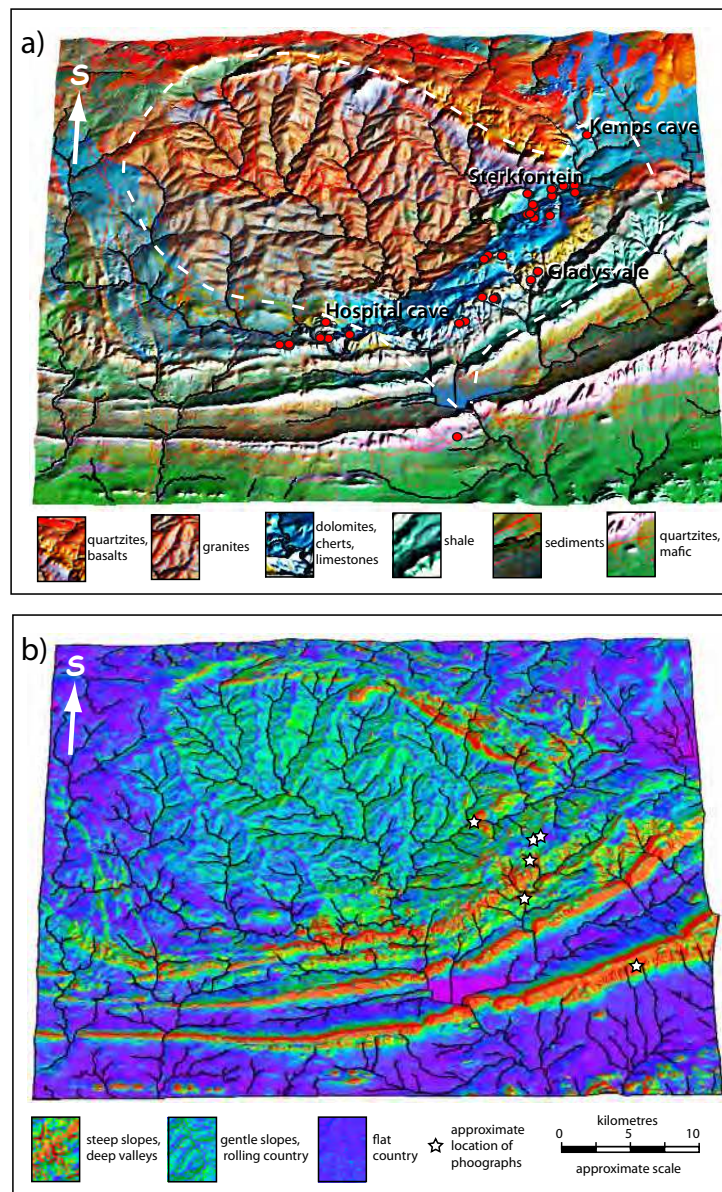 a)
S
Kemps cave
Sterkfontein
Gladysvale
Hospital cave
quartzites,
basalts
granites
dolomites,
cherts,
limestones
shale
sediments
quartzites,
mafic
b)
S
steep slopes,
deep valleys
gentle slopes,
rolling country
flat
country
approximate
location of
phoographs
kilometres
0 5 10
approximate scale